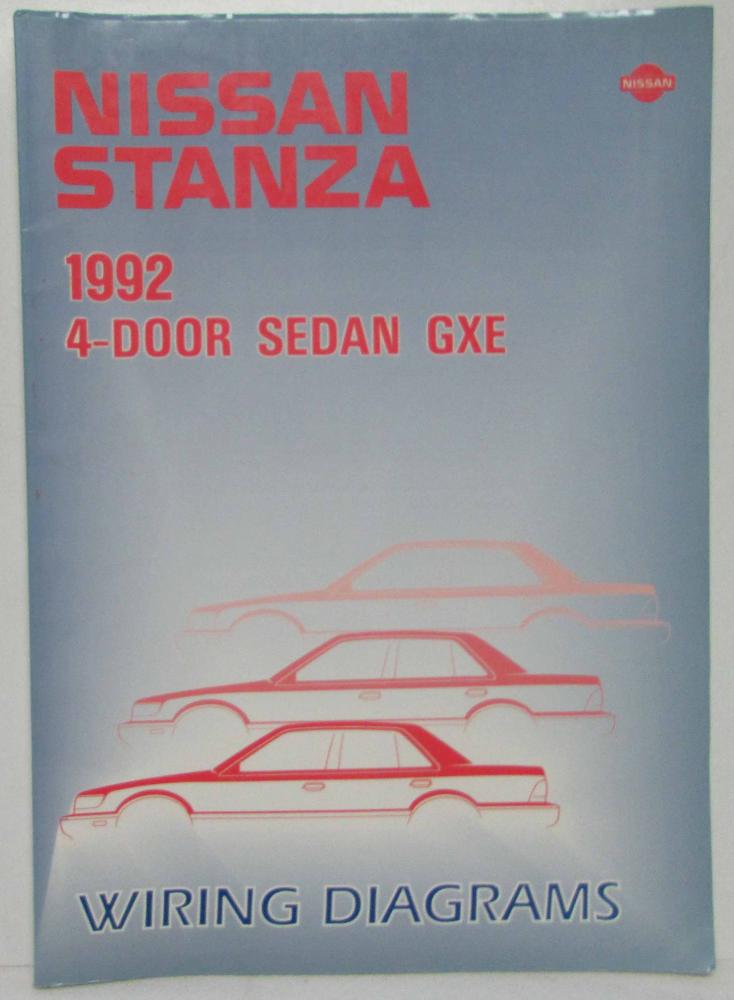 NISSAN
STANZA
NISSAN
1992
4-DOOR SEDAN GXE
WIRING DIAGRAMS